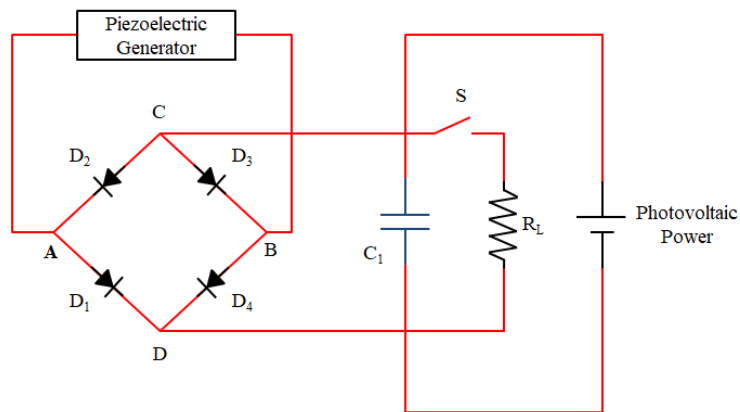 Piezoelectric
Generator
C
S
D2
D3
A
B
C1
RL
Photovoltaic
Power
D1
D4
D